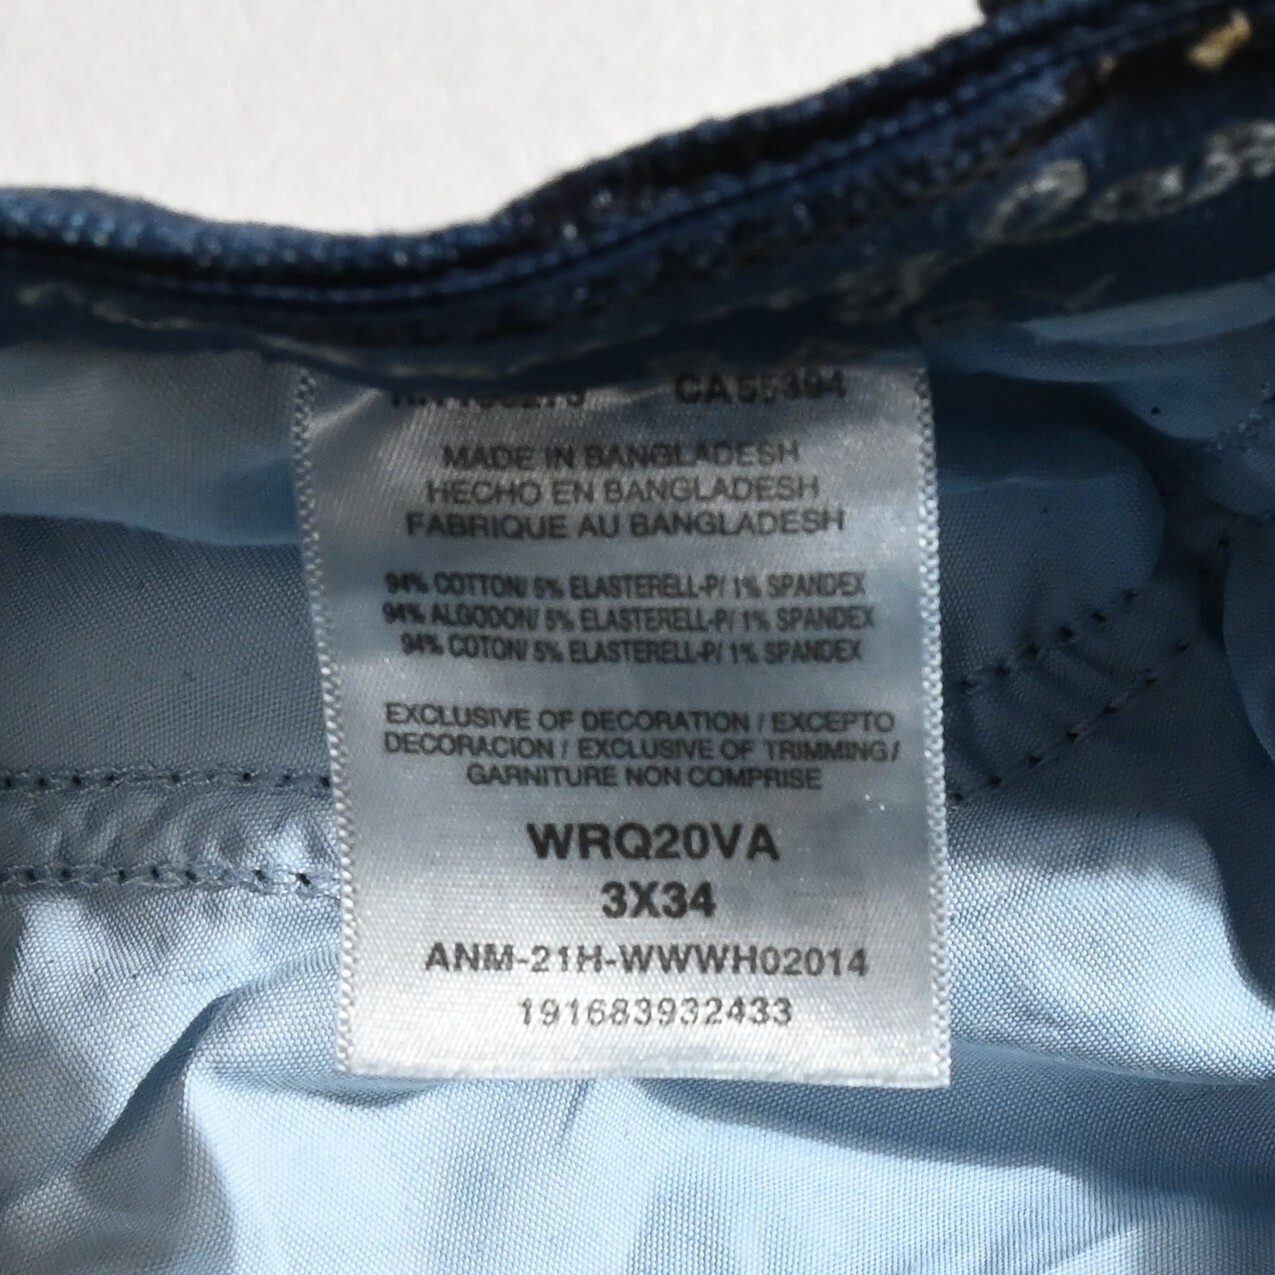 CA55394
MADE IN BANGLADESH
HECHO EN BANGLADESH
FABRIQUE AU BANGLADESH
94% COTTON/ 5% ELASTERELL-P/ 1% SPANDEX
94% ALGODON/ 5% ELASTERELL-P/ 1% SPANDEX
94% COTON/ 5% ELASTERELL-P/ 1% SPANDEX
EXCLUSIVE OF DECORATION / EXCEPTO
DECORACION / EXCLUSIVE OF TRIMMING/
GARNITURE NON COMPRISE
WRQ20VA
3X34
ANM-21H-WWWH02014
191683932433